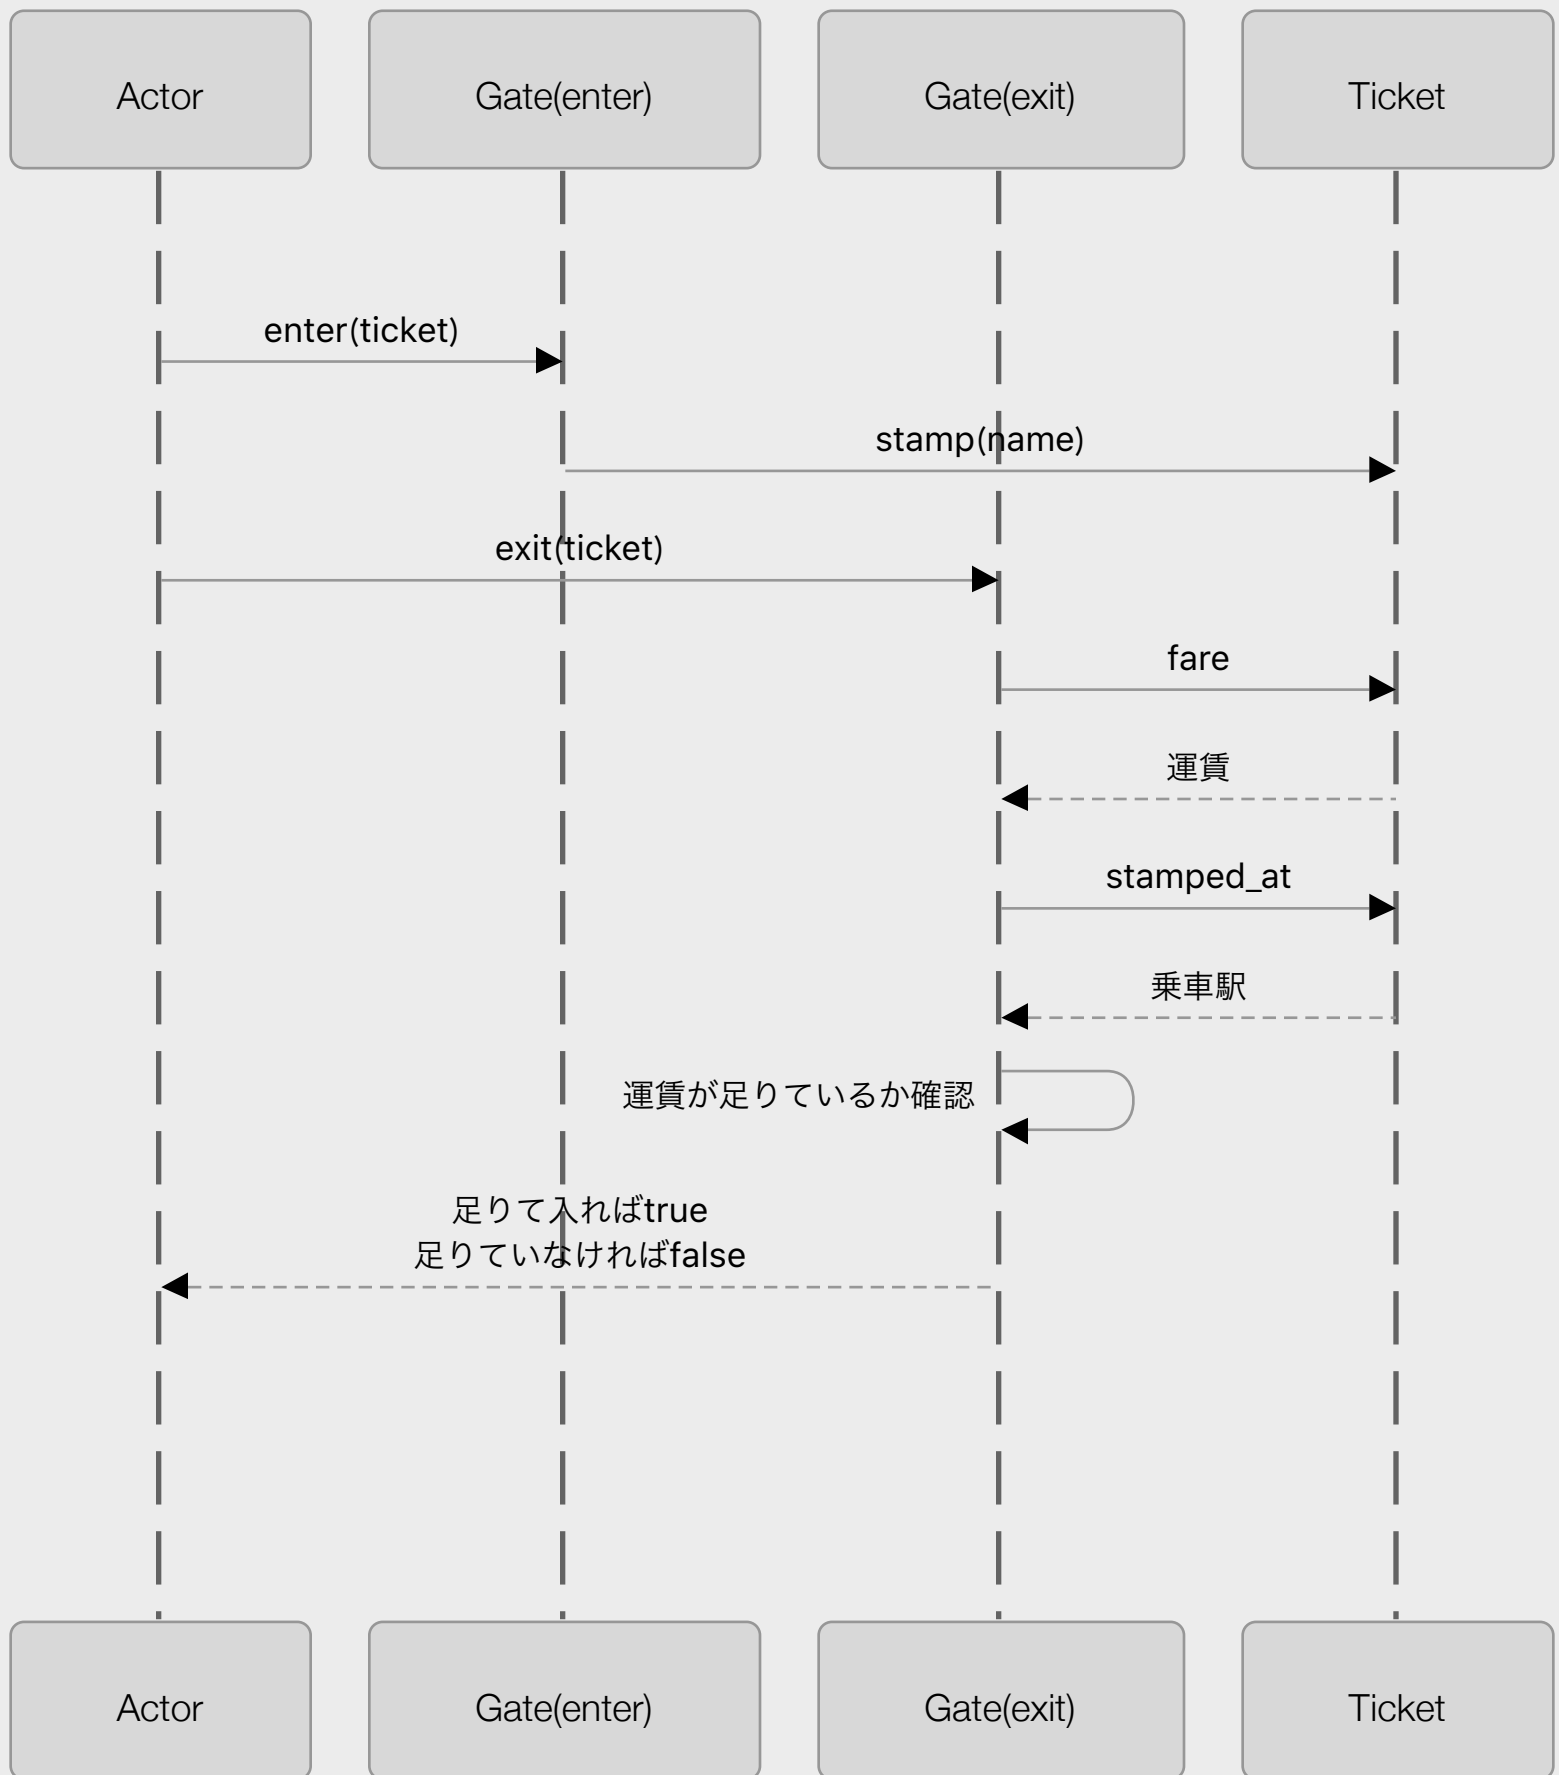 Actor
Gate(enter)
Gate(exit)
Ticket
enter(ticket)
stamp(name)
exit(ticket)
fare
運賃
stamped_at
乗車駅
運賃が足りているか確認
足りて入ればtrue
足りていなければfalse
Actor
Gate(enter)
Gate(exit)
Ticket